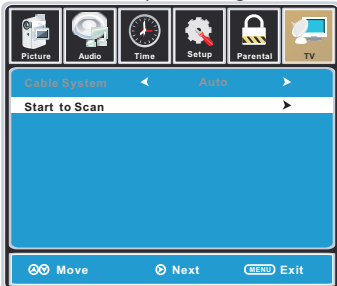 Picture Audio Time Setup Parental TV
Cable System Auto
Start to Scan
Move Next MENU Exit